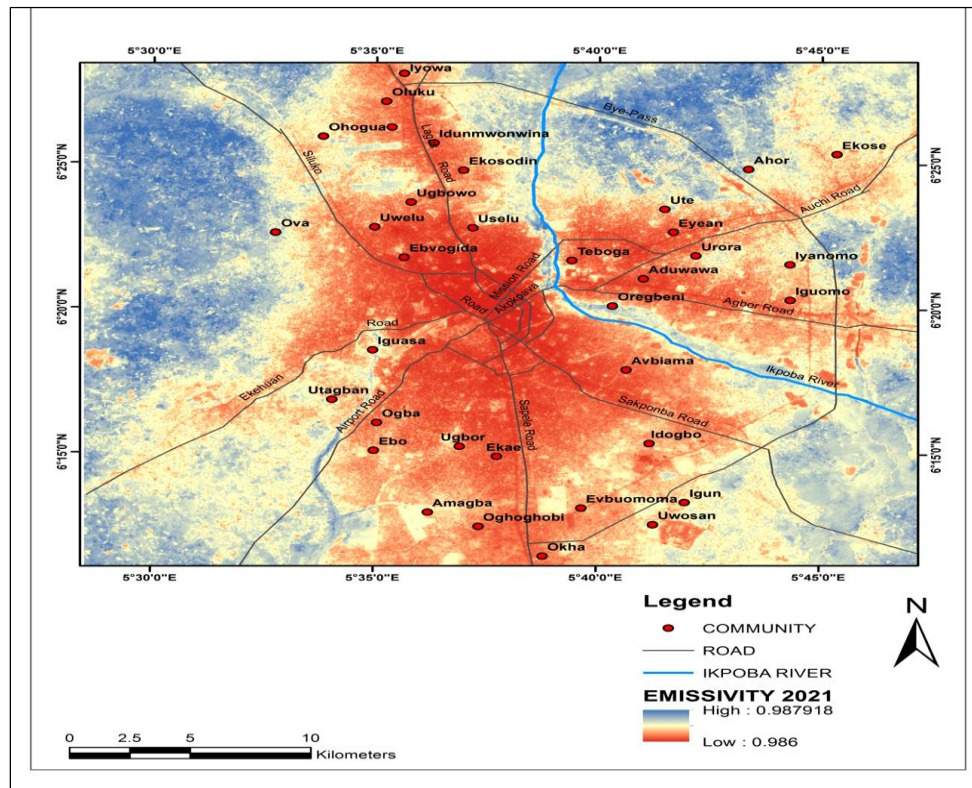 5°30'0"E 5°35'0"E 5°40'0"E 5°45'0"E
Iyowa
Oluku
Bye-Pass
Ohogua
Idunmwonwina
Lagos Road
Siluko
Ekose
6°25'0"N
6°25'0"N
Ekosodin
Ahor
Ugbowo
Ute
Auchi Road
Ova
Uwelu
Uselu
Eyean
Ebvogida
Teboga
Urora
Iyanomo
Mission Road
Aduwawa
Akpkpava
Oregbeni
Iguomo
Agbor Road
6°20'0"N
6°20'0"N
Road
Road
Iguasa
Avbiama
Ikpoba River
Ekehuan
Utagban
Airport Road
Ogba
Sapele Road
Sakponba Road
Ebo
Ugbor
Ekae
Idogbo
6°15'0"N
6°15'0"N
Amagba
Evbuomoma
Igun
Oghoghobi
Uwosan
Okha
5°30'0"E 5°35'0"E 5°40'0"E 5°45'0"E
Legend
COMMUNITY
ROAD
IKPOBA RIVER
EMISSIVITY 2021
High : 0.987918
Low : 0.986
N
0 2.5 5 10
Kilometers